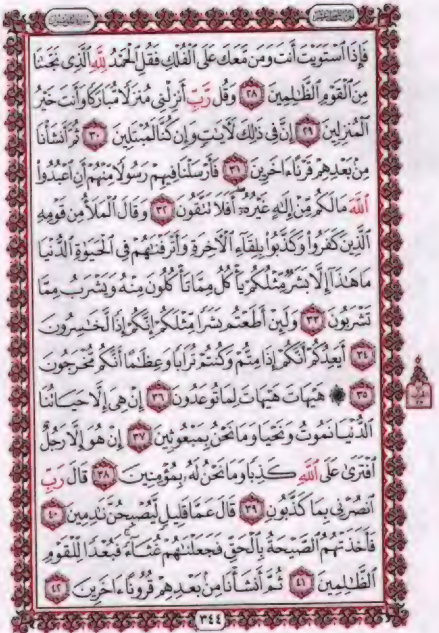 فَإِذَا ٱسْتَوَيْتَ أَنتَ وَمَن مَّعَكَ عَلَى ٱلْفُلْكِ فَقُلِ ٱلْحَمْدُ لِلَّهِ ٱلَّذِى نَجَّىٰنَا
مِنَ ٱلْقَوْمِ ٱلظَّٰلِمِينَ ٢٨ وَقُل رَّبِّ أَنزِلْنِى مُنزَلًا مُّبَارَكًا وَأَنتَ خَيْرُ
ٱلْمُنزِلِينَ ٢٩ إِنَّ فِى ذَٰلِكَ لَءَايَٰتٍ وَإِن كُنَّا لَمُبْتَلِينَ ٣٠ ثُمَّ أَنشَأْنَا
مِنۢ بَعْدِهِمْ قَرْنًا ءَاخَرِينَ ٣١ فَأَرْسَلْنَا فِيهِمْ رَسُولًا مِّنْهُمْ أَنِ ٱعْبُدُوا۟
ٱللَّهَ مَا لَكُم مِّنْ إِلَٰهٍ غَيْرُهُۥٓ أَفَلَا تَتَّقُونَ ٣٢ وَقَالَ ٱلْمَلَأُ مِن قَوْمِهِ
ٱلَّذِينَ كَفَرُوا۟ وَكَذَّبُوا۟ بِلِقَآءِ ٱلْءَاخِرَةِ وَأَتْرَفْنَٰهُمْ فِى ٱلْحَيَوٰةِ ٱلدُّنْيَا
مَا هَٰذَآ إِلَّا بَشَرٌ مِّثْلُكُمْ يَأْكُلُ مِمَّا تَأْكُلُونَ مِنْهُ وَيَشْرَبُ مِمَّا
تَشْرَبُونَ ٣٣ وَلَئِنْ أَطَعْتُم بَشَرًا مِّثْلَكُمْ إِنَّكُمْ إِذًا لَّخَٰسِرُونَ
٣٤ أَيَعِدُكُمْ أَنَّكُمْ إِذَا مِتُّمْ وَكُنتُمْ تُرَابًا وَعِظَٰمًا أَنَّكُم مُّخْرَجُونَ
٣٥ ۞ هَيْهَاتَ هَيْهَاتَ لِمَا تُوعَدُونَ ٣٦ إِنْ هِىَ إِلَّا حَيَاتُنَا
ٱلدُّنْيَا نَمُوتُ وَنَحْيَا وَمَا نَحْنُ بِمَبْعُوثِينَ ٣٧ إِنْ هُوَ إِلَّا رَجُلٌ
ٱفْتَرَىٰ عَلَى ٱللَّهِ كَذِبًا وَمَا نَحْنُ لَهُۥ بِمُؤْمِنِينَ ٣٨ قَالَ رَبِّ
ٱنصُرْنِى بِمَا كَذَّبُونِ ٣٩ قَالَ عَمَّا قَلِيلٍ لَّيُصْبِحُنَّ نَٰدِمِينَ ٤٠
فَأَخَذَتْهُمُ ٱلصَّيْحَةُ بِٱلْحَقِّ فَجَعَلْنَٰهُمْ غُثَآءً فَبُعْدًا لِّلْقَوْمِ
ٱلظَّٰلِمِينَ ٤١ ثُمَّ أَنشَأْنَا مِنۢ بَعْدِهِمْ قُرُونًا ءَاخَرِينَ ٤٢
٣٤٤